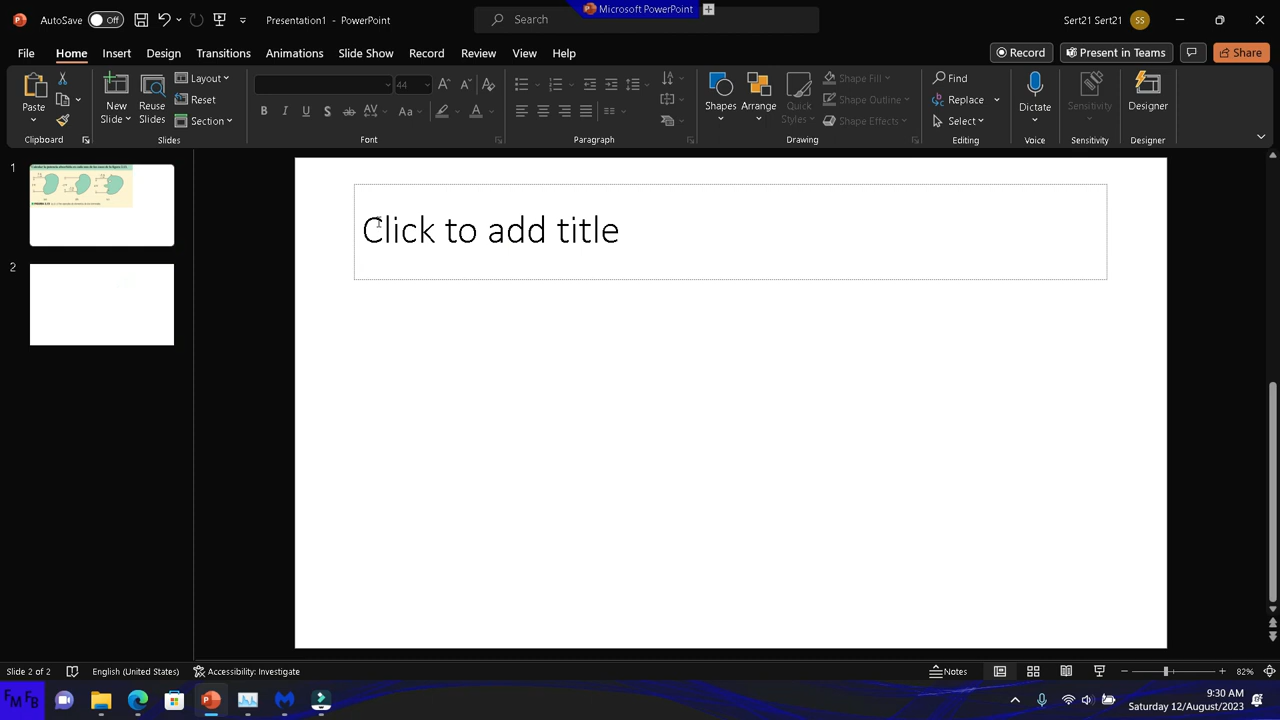 AutoSave Off Presentation1 - PowerPoint Search Microsoft PowerPoint Sert21 Sert21 SS
File Home Insert Design Transitions Animations Slide Show Record Review View Help Record Present in Teams Share
Paste
Clipboard
New Slide
Reuse Slides
Layout
Reset
Section
Slides
44
Aa
Font
Paragraph
Shapes
Arrange
Quick Styles
Shape Fill
Shape Outline
Shape Effects
Drawing
Find
Replace
Select
Editing
Dictate
Voice
Sensitivity
Sensitivity
Designer
Designer
1
2
Click to add title
Slide 2 of 2 English (United States) Accessibility: Investigate Notes 82%
FM FB
9:30 AM
Saturday 12/August/2023